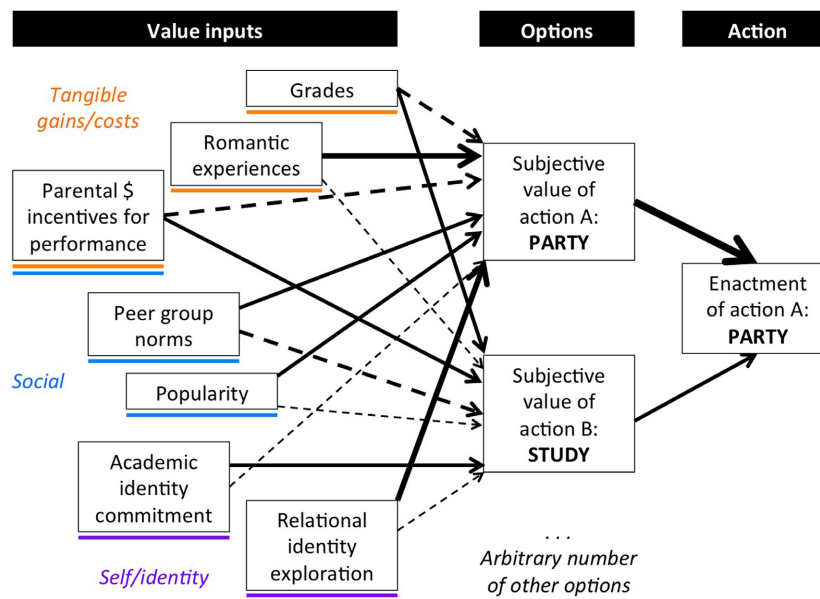 Value inputs
Options
Action
Tangible
gains/costs
Grades
Romantic
experiences
Parental $
incentives for
performance
Peer group
norms
Social
Popularity
Academic
identity
commitment
Self/identity
Relational
identity
exploration
Subjective
value of
action A:
PARTY
Subjective
value of
action B:
STUDY
. . .
Arbitrary number
of other options
Enactment
of action A:
PARTY